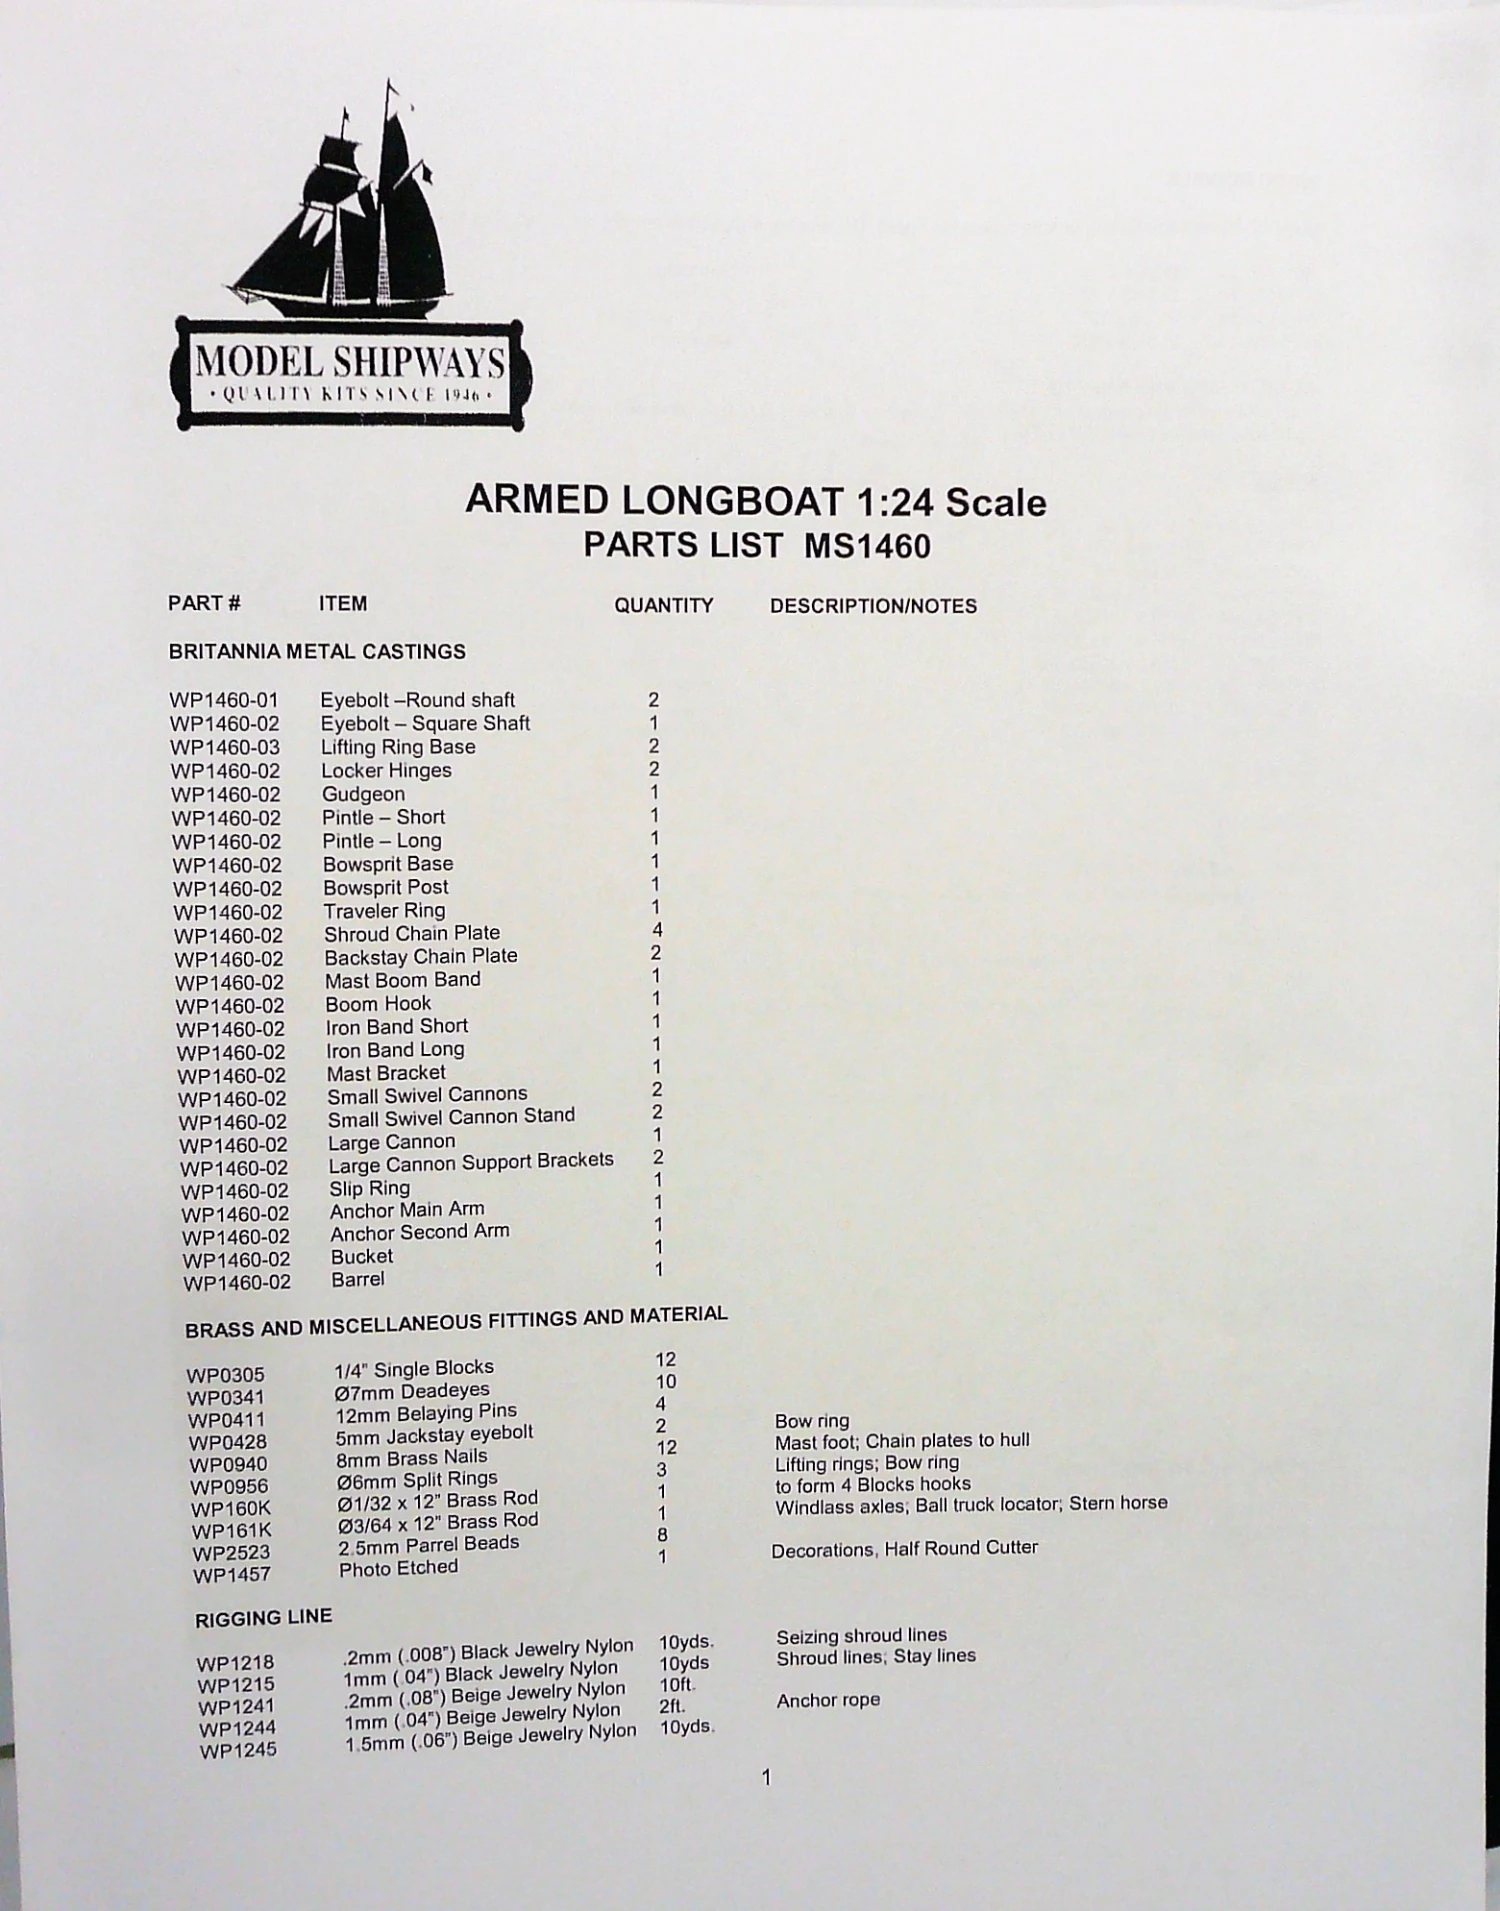 MODEL SHIPWAYS
• QUALITY KITS SINCE 1946 •
ARMED LONGBOAT 1:24 Scale
PARTS LIST MS1460
PART # ITEM QUANTITY DESCRIPTION/NOTES
BRITANNIA METAL CASTINGS
WP1460-01 Eyebolt –Round shaft 2
WP1460-02 Eyebolt – Square Shaft 1
WP1460-03 Lifting Ring Base 2
WP1460-02 Locker Hinges 2
WP1460-02 Gudgeon 1
WP1460-02 Pintle – Short 1
WP1460-02 Pintle – Long 1
WP1460-02 Bowsprit Base 1
WP1460-02 Bowsprit Post 1
WP1460-02 Traveler Ring 1
WP1460-02 Shroud Chain Plate 4
WP1460-02 Backstay Chain Plate 2
WP1460-02 Mast Boom Band 1
WP1460-02 Boom Hook 1
WP1460-02 Iron Band Short 1
WP1460-02 Iron Band Long 1
WP1460-02 Mast Bracket 1
WP1460-02 Small Swivel Cannons 2
WP1460-02 Small Swivel Cannon Stand 2
WP1460-02 Large Cannon 1
WP1460-02 Large Cannon Support Brackets 2
WP1460-02 Slip Ring 1
WP1460-02 Anchor Main Arm 1
WP1460-02 Anchor Second Arm 1
WP1460-02 Bucket 1
WP1460-02 Barrel 1
BRASS AND MISCELLANEOUS FITTINGS AND MATERIAL
WP0305 1/4" Single Blocks 12
WP0341 Ø7mm Deadeyes 10
WP0411 12mm Belaying Pins 4
WP0428 5mm Jackstay eyebolt 2 Bow ring
WP0940 8mm Brass Nails 12 Mast foot; Chain plates to hull
WP0956 Ø6mm Split Rings 3 Lifting rings; Bow ring
WP160K Ø1/32 x 12" Brass Rod 1 to form 4 Blocks hooks
WP161K Ø3/64 x 12" Brass Rod 1 Windlass axles; Ball truck locator; Stern horse
WP2523 2.5mm Parrel Beads 8
WP1457 Photo Etched 1 Decorations, Half Round Cutter
RIGGING LINE
WP1218 .2mm (.008") Black Jewelry Nylon 10yds. Seizing shroud lines
WP1215 1mm (.04") Black Jewelry Nylon 10yds Shroud lines; Stay lines
WP1241 .2mm (.08") Beige Jewelry Nylon 10ft.
WP1244 1mm (.04") Beige Jewelry Nylon 2ft. Anchor rope
WP1245 1.5mm (.06") Beige Jewelry Nylon 10yds.
1